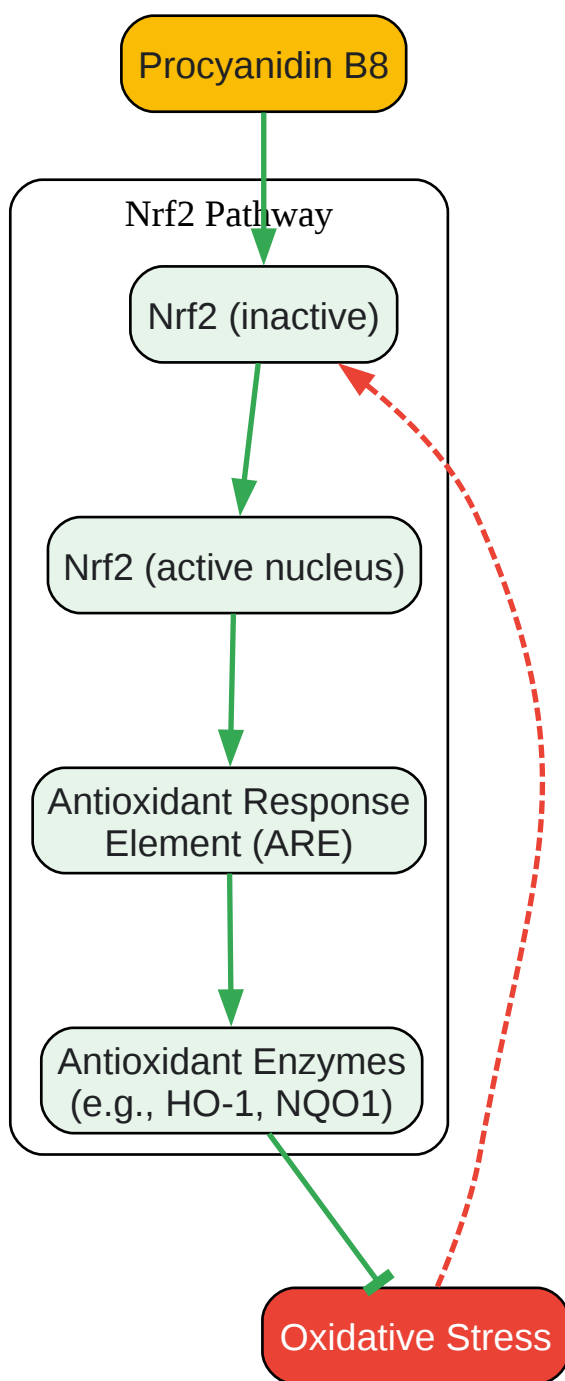 Procyanidin B8
Nrf2 Pathway
Nrf2 (inactive)
Nrf2 (active nucleus)
Antioxidant Response
Element (ARE)
Antioxidant Enzymes
(e.g., HO-1, NQO1)
Oxidative Stress